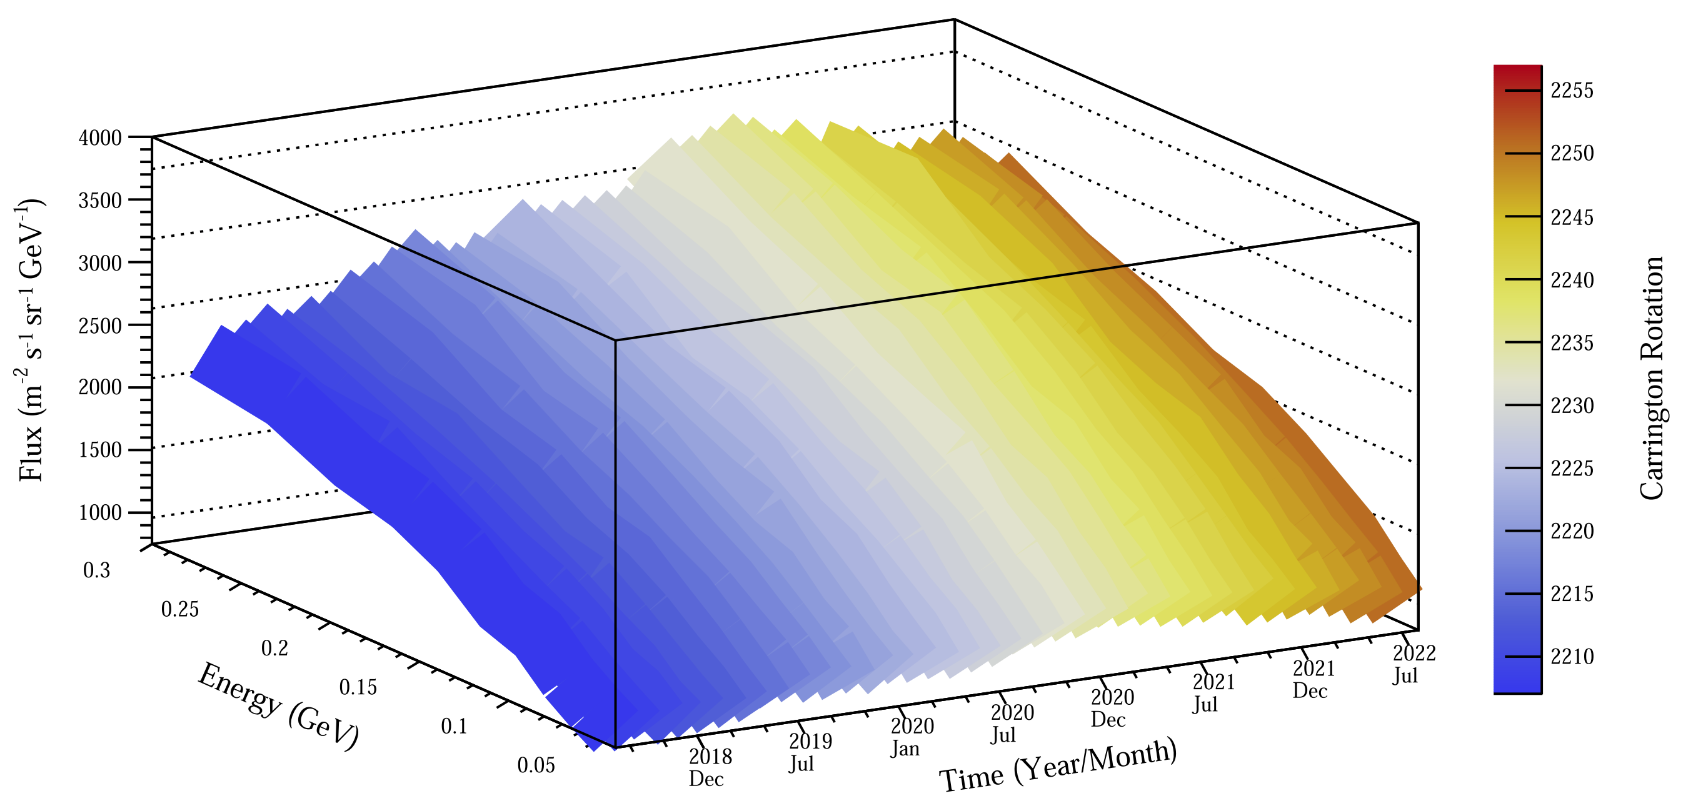 4000
3500
3000
2500
2000
1500
1000
Flux (m⁻² s⁻¹ sr⁻¹ GeV⁻¹)
0.3
0.25
0.2
0.15
0.1
0.05
Energy (GeV)
2018
Dec
2019
Jul
2020
Jan
2020
Jul
2020
Dec
2021
Jul
2021
Dec
2022
Jul
Time (Year/Month)
2255
2250
2245
2240
2235
2230
2225
2220
2215
2210
Carrington Rotation